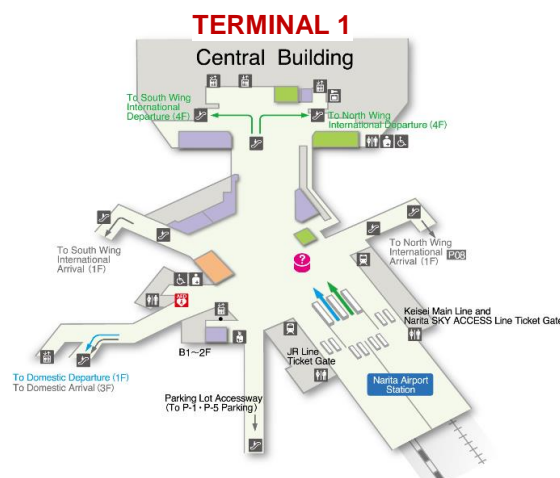 TERMINAL 1
Central Building
To South Wing
International
Departure (4F)
To North Wing
International Departure (4F)
To South Wing
International
Arrival (1F)
To North Wing
International
Arrival (1F)
P08
?
AED
Keisei Main Line and
Narita SKY ACCESS Line Ticket Gate
B1~2F
JR Line
Ticket Gate
To Domestic Departure (1F)
To Domestic Arrival (3F)
Narita Airport
Station
Parking Lot Accessway
(To P-1・P-5 Parking)